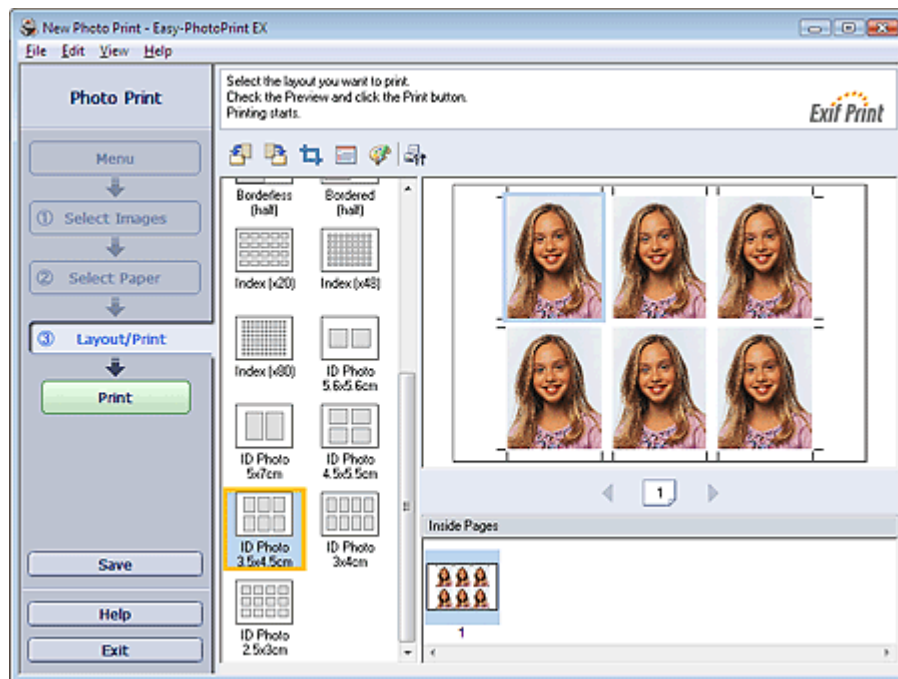 New Photo Print - Easy-PhotoPrint EX
File Edit View Help
Photo Print
Select the layout you want to print.
Check the Preview and click the Print button.
Printing starts.
Exif Print
Menu
① Select Images
② Select Paper
③ Layout/Print
Print
Save
Help
Exit
Borderless
(half)
Bordered
(half)
Index (x20)
Index (x48)
Index (x80)
ID Photo
5.6x5.6cm
ID Photo
5x7cm
ID Photo
4.5x5.5cm
ID Photo
3.5x4.5cm
ID Photo
3x4cm
ID Photo
2.5x3cm
1
Inside Pages
1